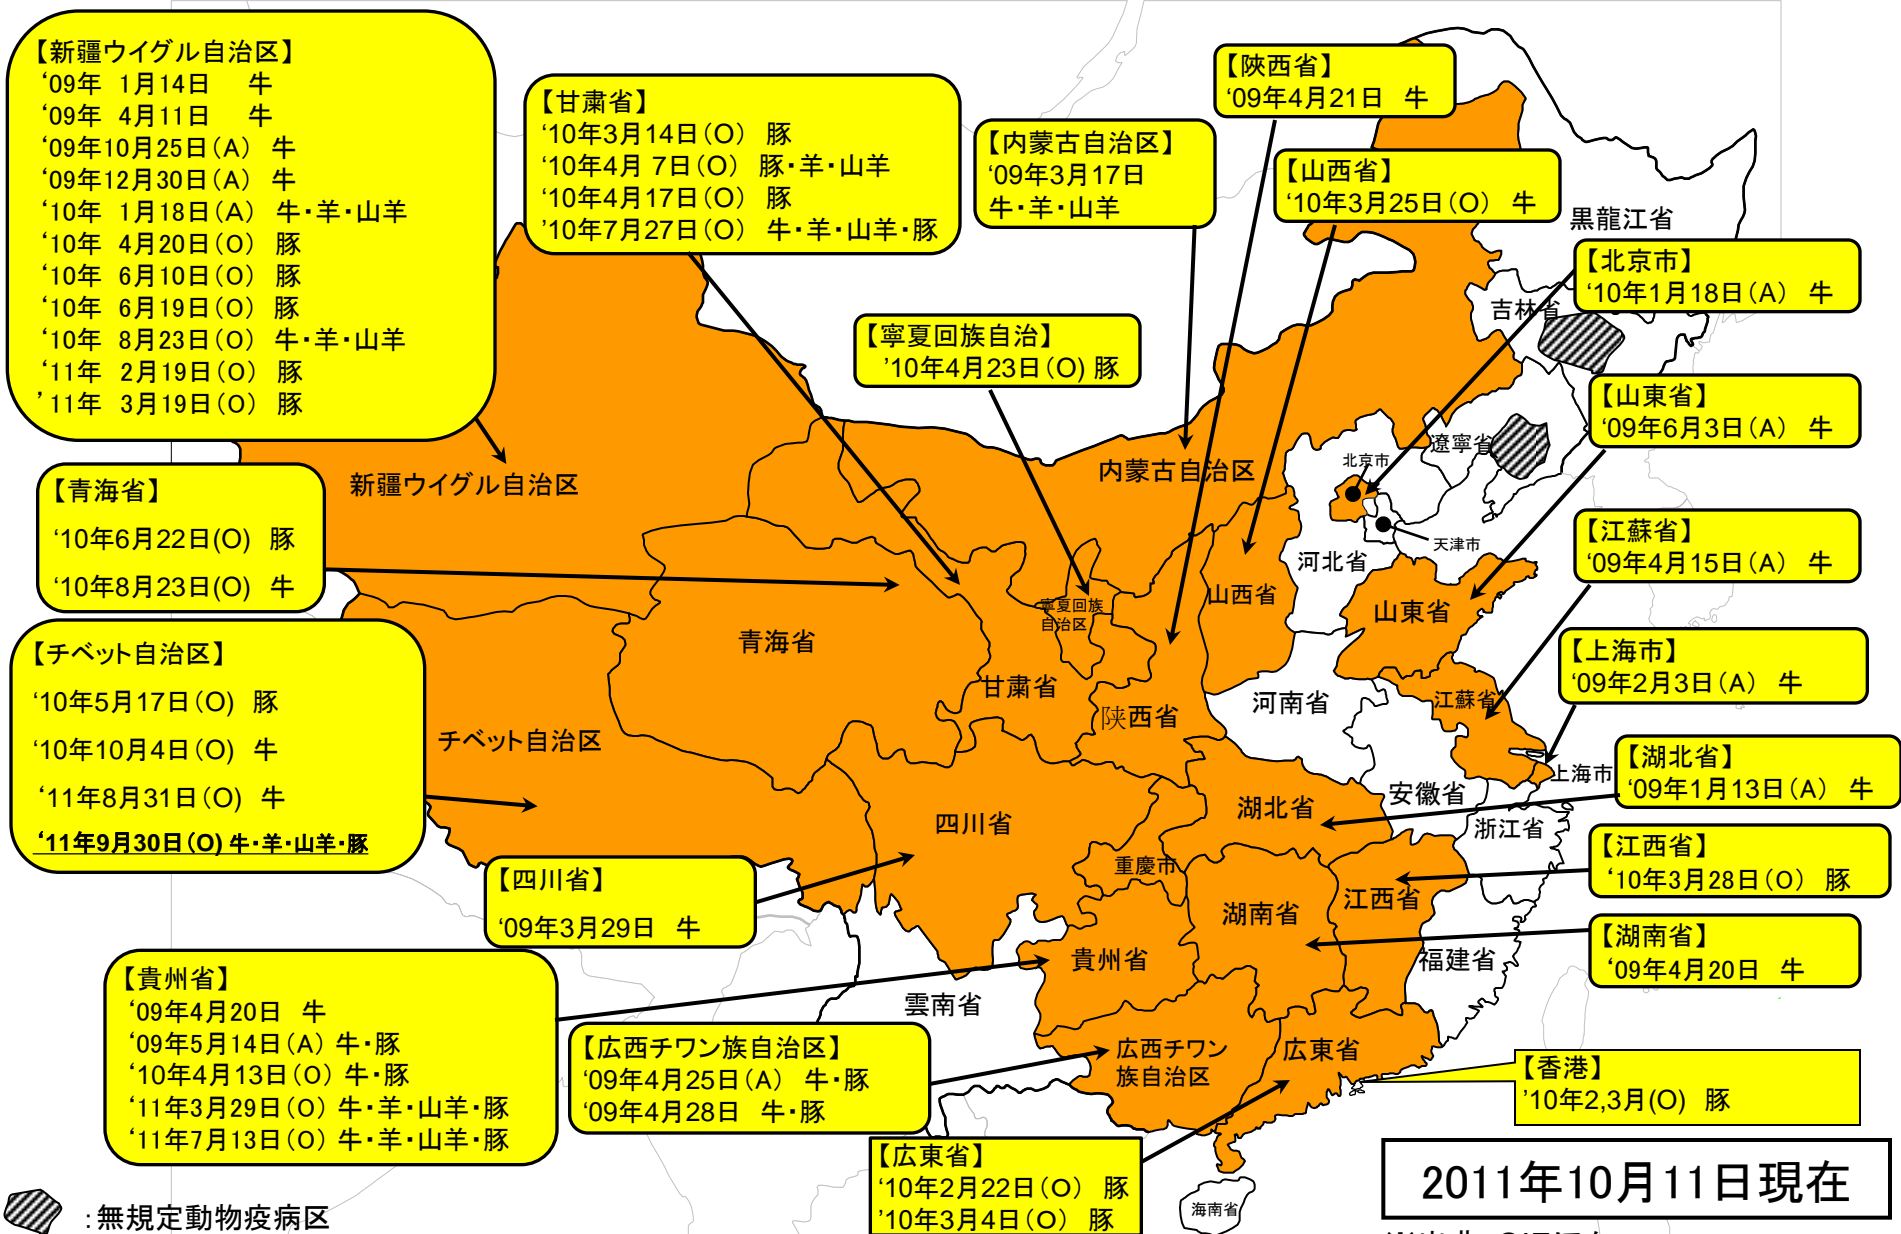 【新疆ウイグル自治区】
‘09年 1月14日 牛
‘09年 4月11日 牛
‘09年10月25日(A) 牛
‘09年12月30日(A) 牛
‘10年 1月18日(A) 牛・羊・山羊
‘10年 4月20日(O) 豚
‘10年 6月10日(O) 豚
‘10年 6月19日(O) 豚
‘10年 8月23日(O) 牛・羊・山羊
‘11年 2月19日(O) 豚
’11年 3月19日(O) 豚
【甘粛省】
‘10年3月14日(O) 豚
‘10年4月 7日(O) 豚・羊・山羊
‘10年4月17日(O) 豚
’10年7月27日(O) 牛・羊・山羊・豚
【内蒙古自治区】
‘09年3月17日
牛・羊・山羊
【陝西省】
‘09年4月21日 牛
【山西省】
‘10年3月25日(O) 牛
【寧夏回族自治】
’10年4月23日(O) 豚
【北京市】
‘10年1月18日(A) 牛
【山東省】
‘09年6月3日(A) 牛
【江蘇省】
‘09年4月15日(A) 牛
【上海市】
‘09年2月3日(A) 牛
【湖北省】
‘09年1月13日(A) 牛
【江西省】
‘10年3月28日(O) 豚
【湖南省】
‘09年4月20日 牛
【香港】
’10年2,3月(O) 豚
【青海省】
‘10年6月22日(O) 豚
‘10年8月23日(O) 牛
【チベット自治区】
‘10年5月17日(O) 豚
‘10年10月4日(O) 牛
‘11年8月31日(O) 牛
‘11年9月30日(O) 牛・羊・山羊・豚
【四川省】
‘09年3月29日 牛
【貴州省】
‘09年4月20日 牛
‘09年5月14日(A) 牛・豚
‘10年4月13日(O) 牛・豚
‘11年3月29日(O) 牛・羊・山羊・豚
‘11年7月13日(O) 牛・羊・山羊・豚
【広西チワン族自治区】
‘09年4月25日(A) 牛・豚
‘09年4月28日 牛・豚
【広東省】
‘10年2月22日(O) 豚
‘10年3月4日(O) 豚
黒龍江省
吉林省
遼寧省
北京市
天津市
河北省
内蒙古自治区
新疆ウイグル自治区
寧夏回族
自治区
山西省
山東省
青海省
甘粛省
陝西省
河南省
江蘇省
チベット自治区
上海市
安徽省
湖北省
四川省
浙江省
重慶市
江西省
湖南省
貴州省
福建省
雲南省
広西チワン
族自治区
広東省
海南省
:無規定動物疫病区
2011年10月11日現在